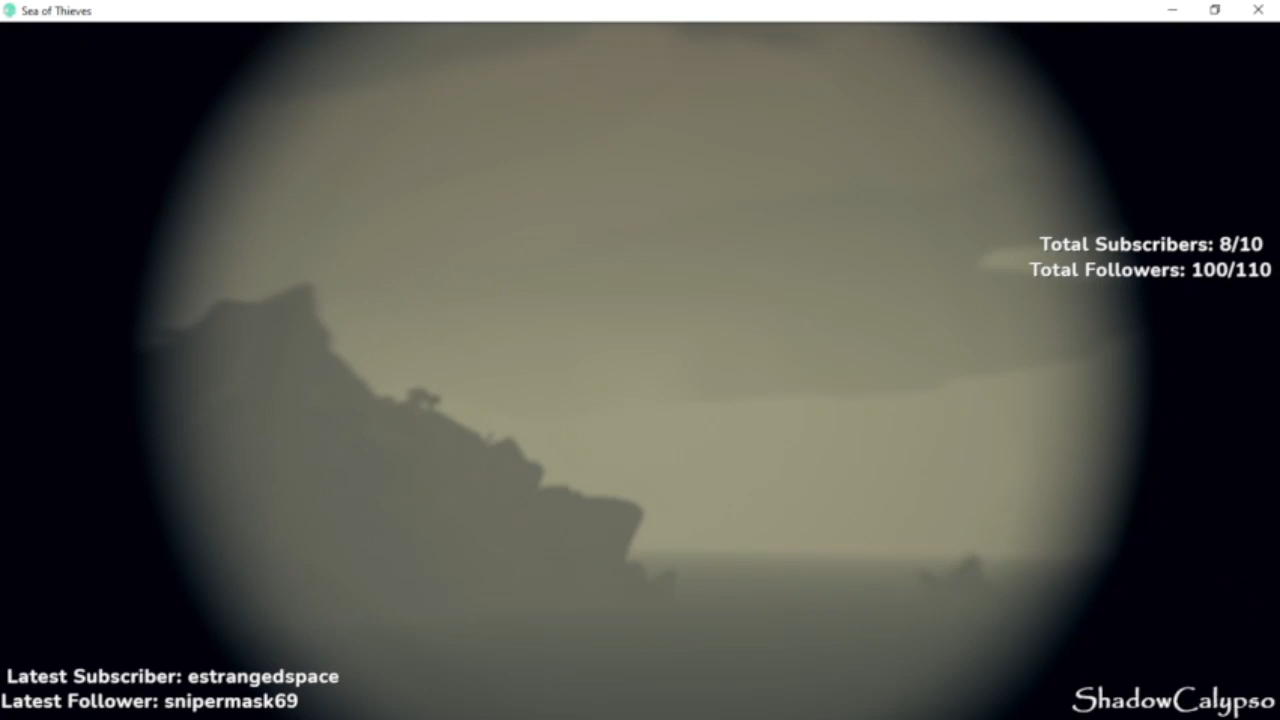 Sea of Thieves
Total Subscribers: 8/10
Total Followers: 100/110
Latest Subscriber: estrangedspace
Latest Follower: snipermask69
ShadowCalypso